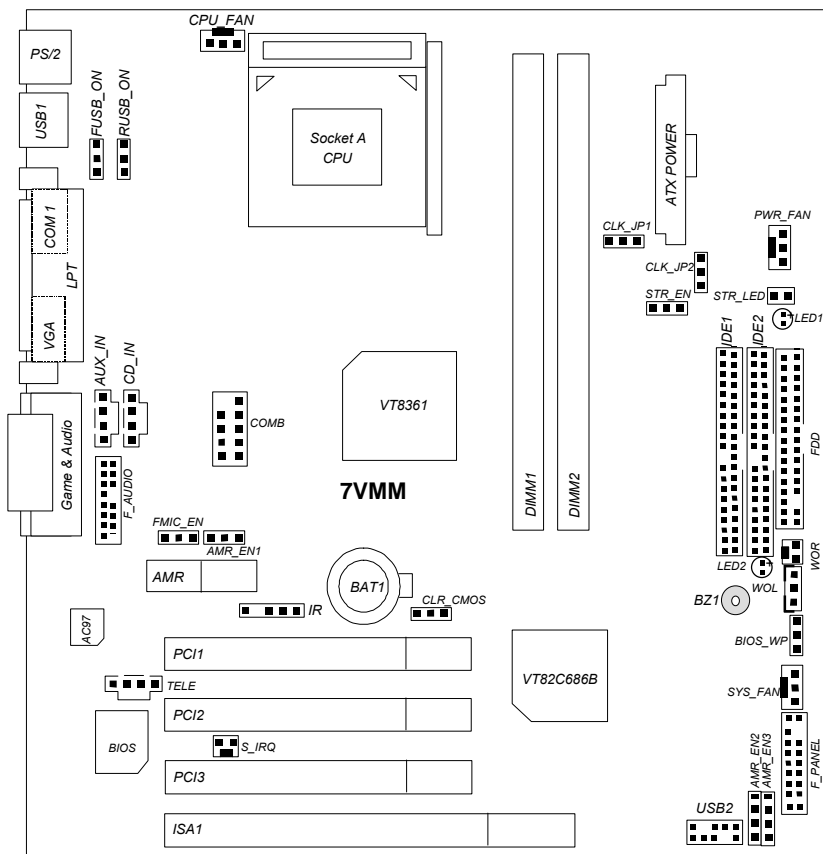 CPU_FAN
PS/2
USB1
FUSB_ON
RUSB_ON
Socket A
CPU
ATX POWER
PWR_FAN
CLK_JP1
CLK_JP2
STR_EN
STR_LED
LED1
COM 1
LPT
VGA
AUX_IN
CD_IN
IDE1
IDE2
FDD
VT8361
COMB
Game & Audio
F_AUDIO
7VMM
DIMM1
DIMM2
FMIC_EN
AMR_EN1
AMR
BAT1
CLR_CMOS
IR
LED2
WOR
WOL
BZ1
BIOS_WP
AC97
PCI1
TELE
VT82C686B
SYS_FAN
PCI2
BIOS
S_IRQ
PCI3
AMR_EN2
AMR_EN3
F_PANEL
USB2
ISA1